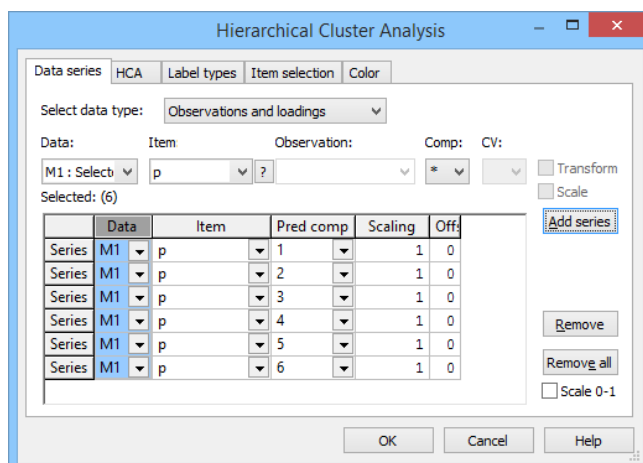 Hierarchical Cluster Analysis
Data series HCA Label types Item selection Color
Select data type: Observations and loadings
Data: Item Observation: Comp: CV:
M1 : Selecte p ? *
Transform
Scale
Selected: (6)
Add series
Data Item Pred comp Scaling Offs
Series M1 p 1 1 0
Series M1 p 2 1 0
Series M1 p 3 1 0
Series M1 p 4 1 0
Series M1 p 5 1 0
Series M1 p 6 1 0
Remove
Remove all
Scale 0-1
OK Cancel Help